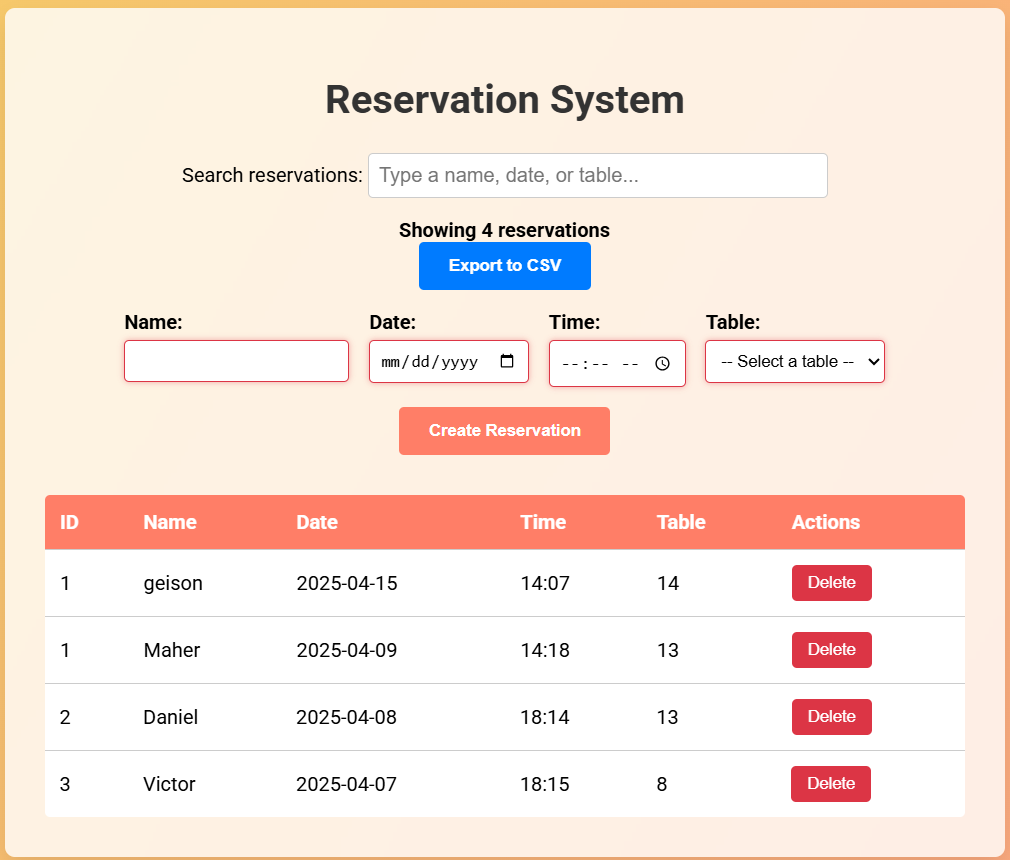 Reservation System
Search reservations: Type a name, date, or table...
Showing 4 reservations
Export to CSV
Name: Date: Time: Table:
mm/dd/yyyy --:-- -- -- Select a table --
Create Reservation
ID Name Date Time Table Actions
1 geison 2025-04-15 14:07 14 Delete
1 Maher 2025-04-09 14:18 13 Delete
2 Daniel 2025-04-08 18:14 13 Delete
3 Victor 2025-04-07 18:15 8 Delete